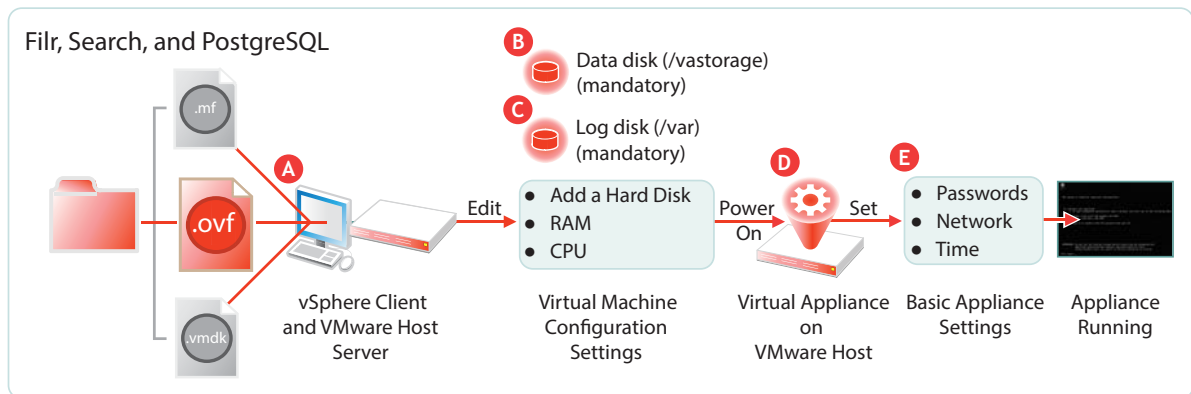 Filr, Search, and PostgreSQL
.mf
.ovf
.vmdk
A
vSphere Client
and VMware Host
Server
Edit
B
Data disk (/vastorage)
(mandatory)
C
Log disk (/var)
(mandatory)
● Add a Hard Disk
● RAM
● CPU
Virtual Machine
Configuration
Settings
Power
On
D
Virtual Appliance
on
VMware Host
Set
E
● Passwords
● Network
● Time
Basic Appliance
Settings
Appliance
Running